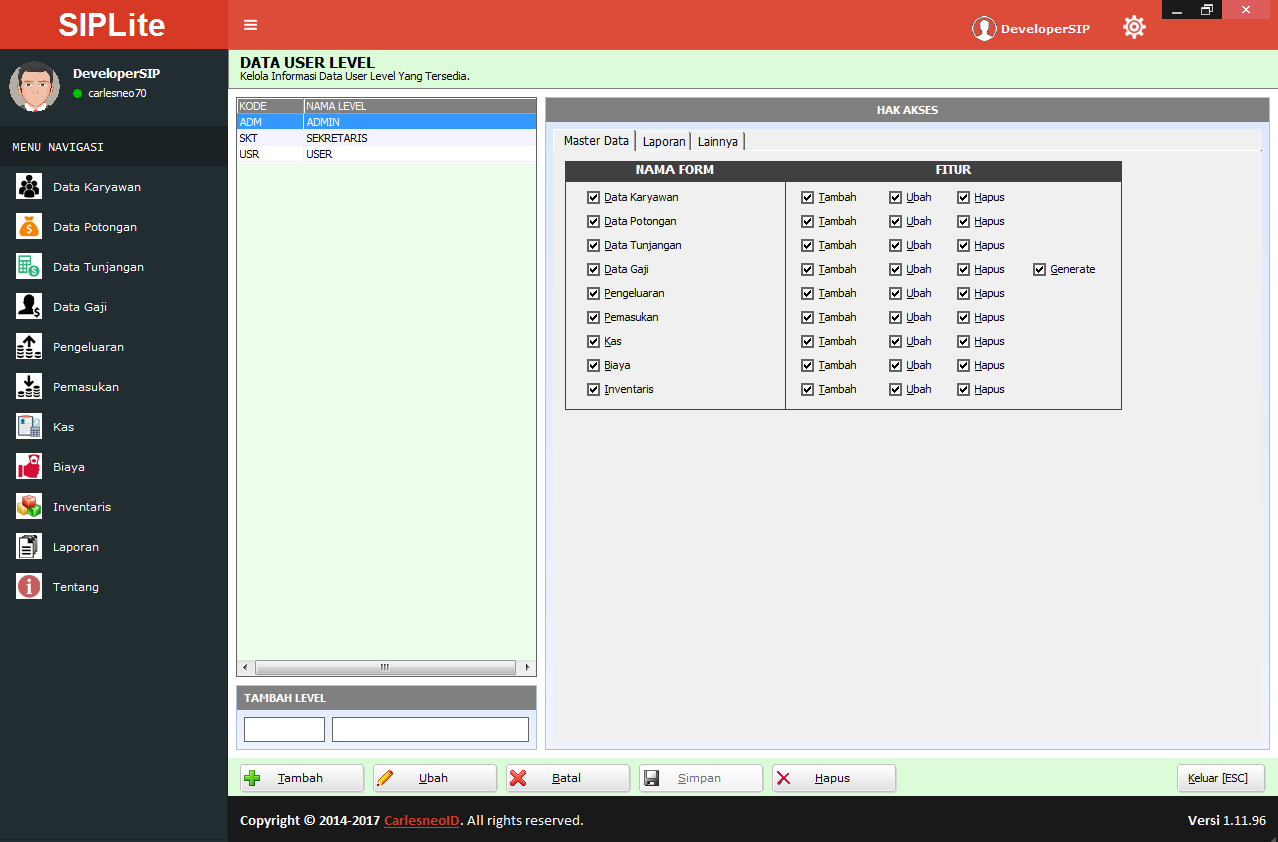 SIPLite
DeveloperSIP
DeveloperSIP
carlesneo70
MENU NAVIGASI
Data Karyawan
Data Potongan
Data Tunjangan
Data Gaji
Pengeluaran
Pemasukan
Kas
Biaya
Inventaris
Laporan
Tentang
DATA USER LEVEL
Kelola Informasi Data User Level Yang Tersedia.
KODE NAMA LEVEL
ADM ADMIN
SKT SEKRETARIS
USR USER
TAMBAH LEVEL
HAK AKSES
Master Data Laporan Lainnya
NAMA FORM FITUR
Data Karyawan Tambah Ubah Hapus
Data Potongan Tambah Ubah Hapus
Data Tunjangan Tambah Ubah Hapus
Data Gaji Tambah Ubah Hapus Generate
Pengeluaran Tambah Ubah Hapus
Pemasukan Tambah Ubah Hapus
Kas Tambah Ubah Hapus
Biaya Tambah Ubah Hapus
Inventaris Tambah Ubah Hapus
Tambah Ubah Batal Simpan Hapus Keluar [ESC]
Copyright © 2014-2017 CarlesneoID. All rights reserved. Versi 1.11.96